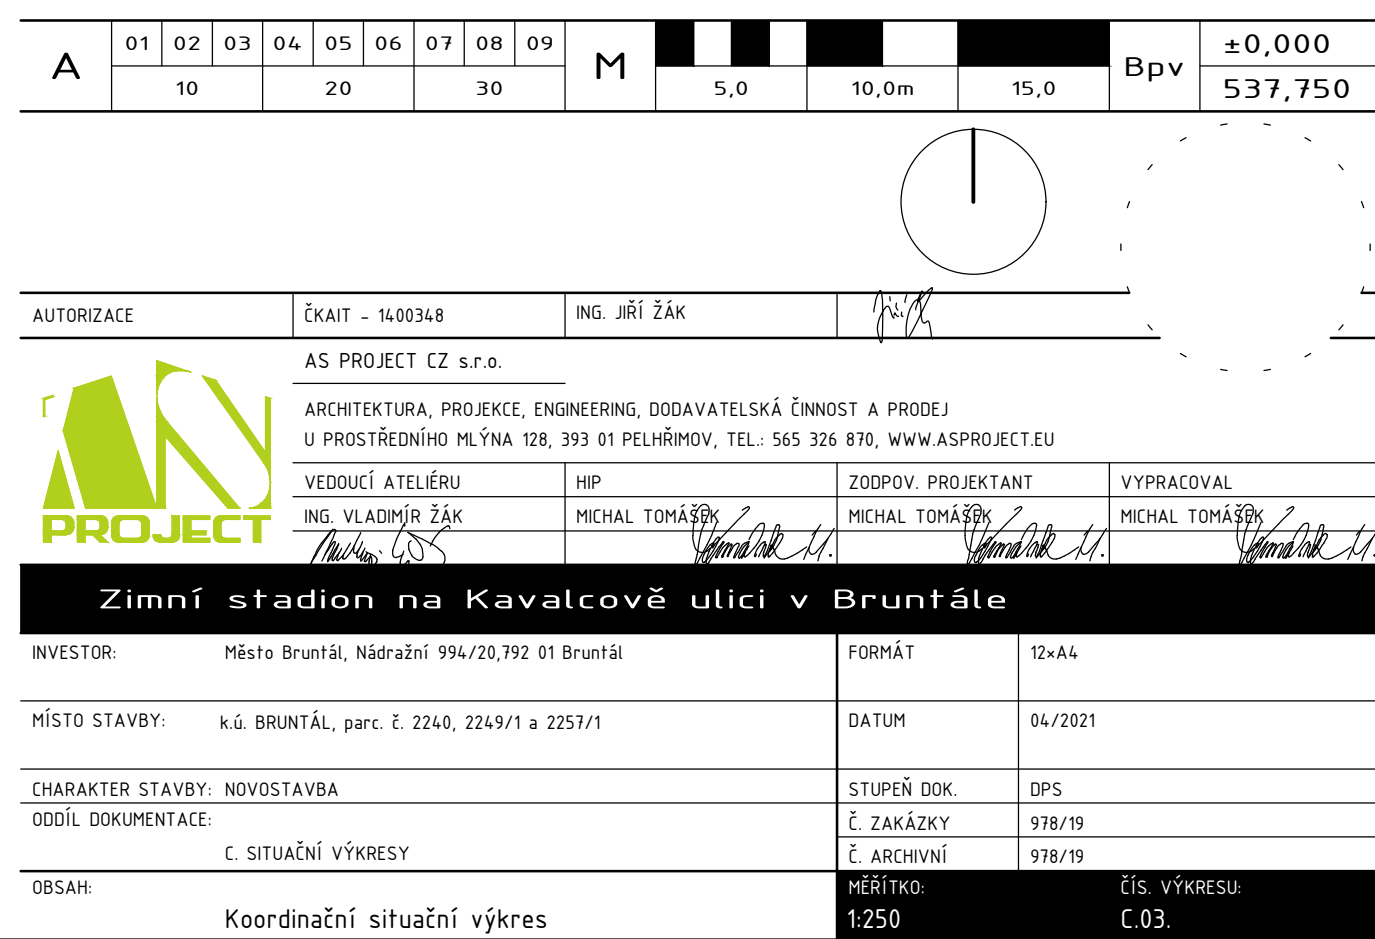 A 01 02 03 04 05 06 07 08 09 M Bpv ±0,000
10 20 30 5,0 10,0m 15,0 537,750
AUTORIZACE ČKAIT - 1400348 ING. JIŘÍ ŽÁK
AS PROJECT CZ s.r.o.
ARCHITEKTURA, PROJEKCE, ENGINEERING, DODAVATELSKÁ ČINNOST A PRODEJ
U PROSTŘEDNÍHO MLÝNA 128, 393 01 PELHŘIMOV, TEL.: 565 326 870, WWW.ASPROJECT.EU
PROJECT
VEDOUCÍ ATELIÉRU HIP ZODPOV. PROJEKTANT VYPRACOVAL
ING. VLADIMÍR ŽÁK MICHAL TOMÁŠEK MICHAL TOMÁŠEK MICHAL TOMÁŠEK
Zimní stadion na Kavalcově ulici v Bruntále
INVESTOR: Město Bruntál, Nádražní 994/20,792 01 Bruntál FORMÁT 12×A4
MÍSTO STAVBY: k.ú. BRUNTÁL, parc. č. 2240, 2249/1 a 2257/1 DATUM 04/2021
CHARAKTER STAVBY: NOVOSTAVBA STUPEŇ DOK. DPS
ODDÍL DOKUMENTACE: Č. ZAKÁZKY 978/19
C. SITUAČNÍ VÝKRESY Č. ARCHIVNÍ 978/19
OBSAH: MĚŘÍTKO: ČÍS. VÝKRESU:
Koordinační situační výkres 1:250 C.03.